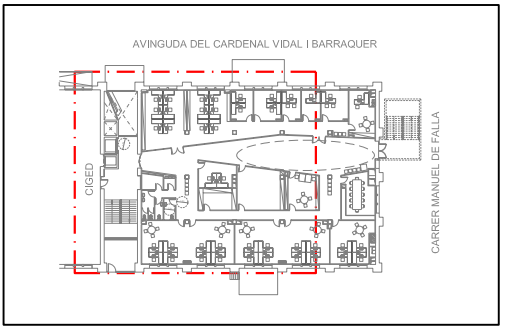 AVINGUDA DEL CARDENAL VIDAL I BARRAQUER
CIGED
CARRER MANUEL DE FALLA